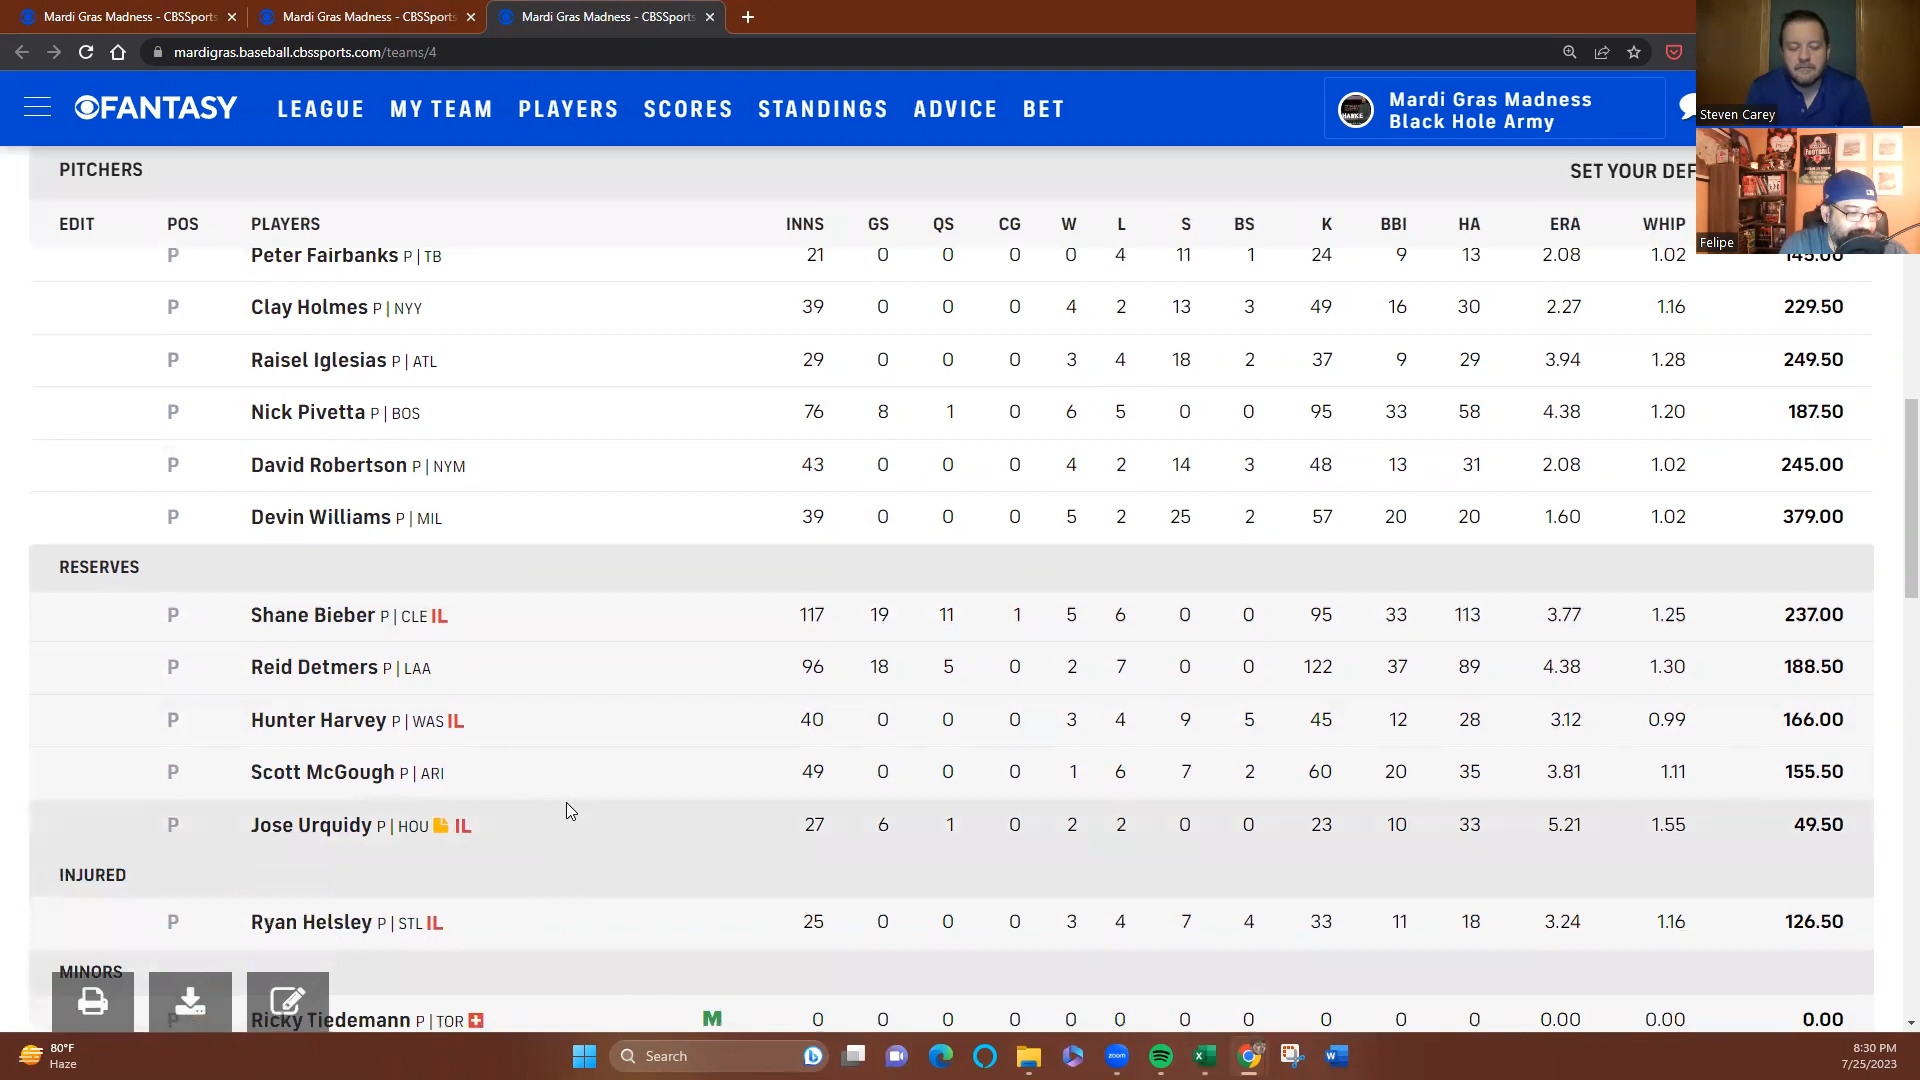 Mardi Gras Madness - CBSSports
Mardi Gras Madness - CBSSports
Mardi Gras Madness - CBSSports
mardigras.baseball.cbssports.com/teams/4
FANTASY LEAGUE MY TEAM PLAYERS SCORES STANDINGS ADVICE BET
Mardi Gras Madness
Black Hole Army
Steven Carey
Felipe
PITCHERS SET YOUR DEF
EDIT POS PLAYERS INNS GS QS CG W L S BS K BBI HA ERA WHIP
P Peter Fairbanks P | TB 21 0 0 0 0 4 11 1 24 9 13 2.08 1.02 145.00
P Clay Holmes P | NYY 39 0 0 0 4 2 13 3 49 16 30 2.27 1.16 229.50
P Raisel Iglesias P | ATL 29 0 0 0 3 4 18 2 37 9 29 3.94 1.28 249.50
P Nick Pivetta P | BOS 76 8 1 0 6 5 0 0 95 33 58 4.38 1.20 187.50
P David Robertson P | NYM 43 0 0 0 4 2 14 3 48 13 31 2.08 1.02 245.00
P Devin Williams P | MIL 39 0 0 0 5 2 25 2 57 20 20 1.60 1.02 379.00
RESERVES
P Shane Bieber P | CLE IL 117 19 11 1 5 6 0 0 95 33 113 3.77 1.25 237.00
P Reid Detmers P | LAA 96 18 5 0 2 7 0 0 122 37 89 4.38 1.30 188.50
P Hunter Harvey P | WAS IL 40 0 0 0 3 4 9 5 45 12 28 3.12 0.99 166.00
P Scott McGough P | ARI 49 0 0 0 1 6 7 2 60 20 35 3.81 1.11 155.50
P Jose Urquidy P | HOU IL 27 6 1 0 2 2 0 0 23 10 33 5.21 1.55 49.50
INJURED
P Ryan Helsley P | STL IL 25 0 0 0 3 4 7 4 33 11 18 3.24 1.16 126.50
MINORS
P Ricky Tiedemann P | TOR M 0 0 0 0 0 0 0 0 0 0 0 0.00 0.00 0.00
80°F
Haze
Search
zoom
8:30 PM
7/25/2023